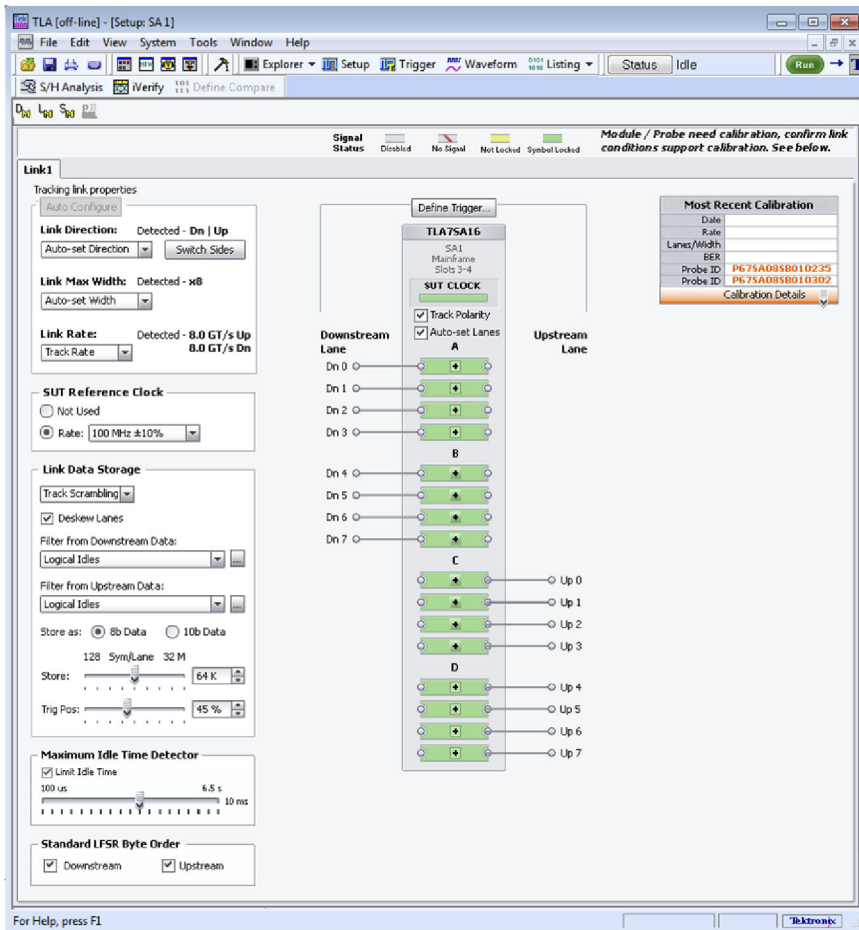 TLA [off-line] - [Setup: SA 1]
File Edit View System Tools Window Help
Explorer Setup Trigger Waveform Listing Status Idle Run
S/H Analysis iVerify Define Compare
Signal Status Disabled No Signal Not Locked Symbol Locked
Module / Probe need calibration, confirm link
conditions support calibration. See below.
Link1
Tracking link properties
Auto Configure
Link Direction: Detected - Dn | Up
Auto-set Direction Switch Sides
Link Max Width: Detected - x8
Auto-set Width
Link Rate: Detected - 8.0 GT/s Up
8.0 GT/s Dn
Track Rate
SUT Reference Clock
Not Used
Rate: 100 MHz ±10%
Link Data Storage
Track Scrambling
Deskew Lanes
Filter from Downstream Data:
Logical Idles ...
Filter from Upstream Data:
Logical Idles ...
Store as: 8b Data 10b Data
128 Sym/Lane 32 M
Store: 64 K
Trig Pos: 45 %
Maximum Idle Time Detector
Limit Idle Time
100 us 6.5 s
10 ms
Standard LFSR Byte Order
Downstream Upstream
Define Trigger...
TLA7SA16
SA1
Mainframe
Slots 3-4
SUT CLOCK
Track Polarity
Auto-set Lanes
Downstream
Lane
Upstream
Lane
A
Dn 0
Dn 1
Dn 2
Dn 3
B
Dn 4
Dn 5
Dn 6
Dn 7
C
Up 0
Up 1
Up 2
Up 3
D
Up 4
Up 5
Up 6
Up 7
Most Recent Calibration
Date
Rate
Lanes/Width
BER
Probe ID P67SA08SB010235
Probe ID P67SA08SB010302
Calibration Details
For Help, press F1
Tektronix